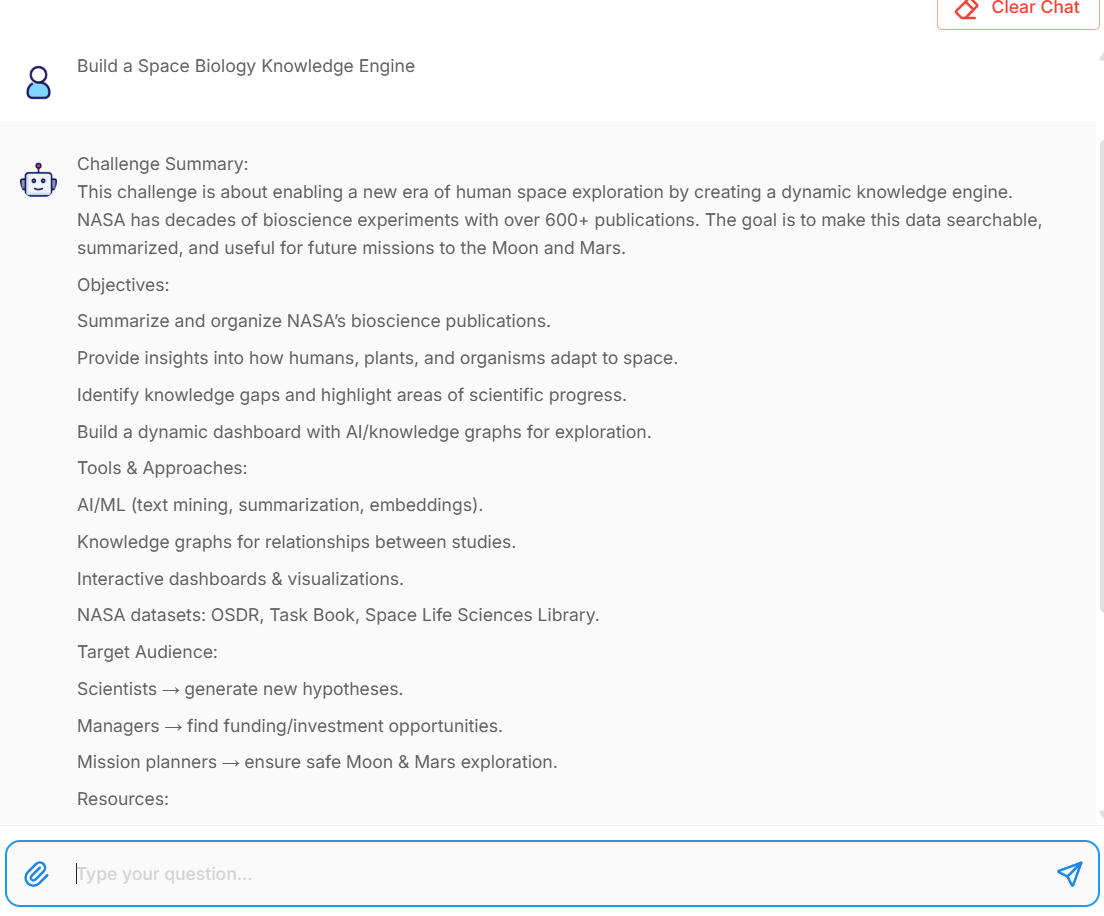 Clear Chat
Build a Space Biology Knowledge Engine
Challenge Summary:
This challenge is about enabling a new era of human space exploration by creating a dynamic knowledge engine.
NASA has decades of bioscience experiments with over 600+ publications. The goal is to make this data searchable,
summarized, and useful for future missions to the Moon and Mars.
Objectives:
Summarize and organize NASA’s bioscience publications.
Provide insights into how humans, plants, and organisms adapt to space.
Identify knowledge gaps and highlight areas of scientific progress.
Build a dynamic dashboard with AI/knowledge graphs for exploration.
Tools & Approaches:
AI/ML (text mining, summarization, embeddings).
Knowledge graphs for relationships between studies.
Interactive dashboards & visualizations.
NASA datasets: OSDR, Task Book, Space Life Sciences Library.
Target Audience:
Scientists → generate new hypotheses.
Managers → find funding/investment opportunities.
Mission planners → ensure safe Moon & Mars exploration.
Resources:
Type your question...